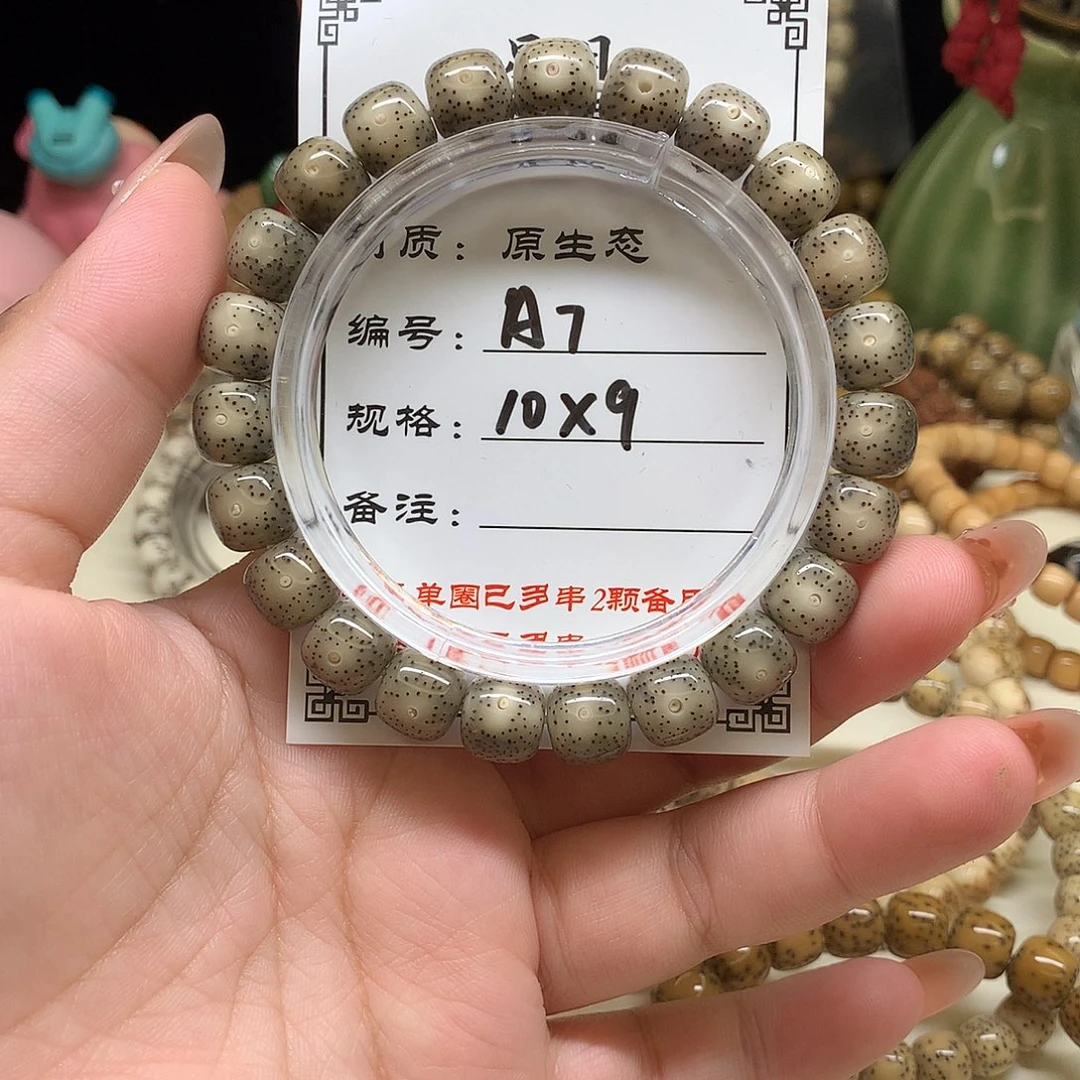 质：原生态
编号：A7
规格：10X9
备注：
单圈已多串2颗备用